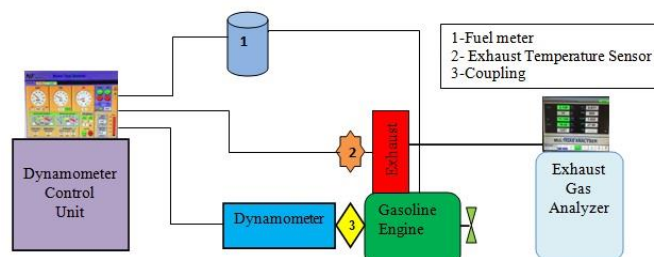 1
1-Fuel meter
2- Exhaust Temperature Sensor
3-Coupling
2
Exhaust
Dynamometer
Control
Unit
Dynamometer
3
Gasoline
Engine
Exhaust
Gas
Analyzer